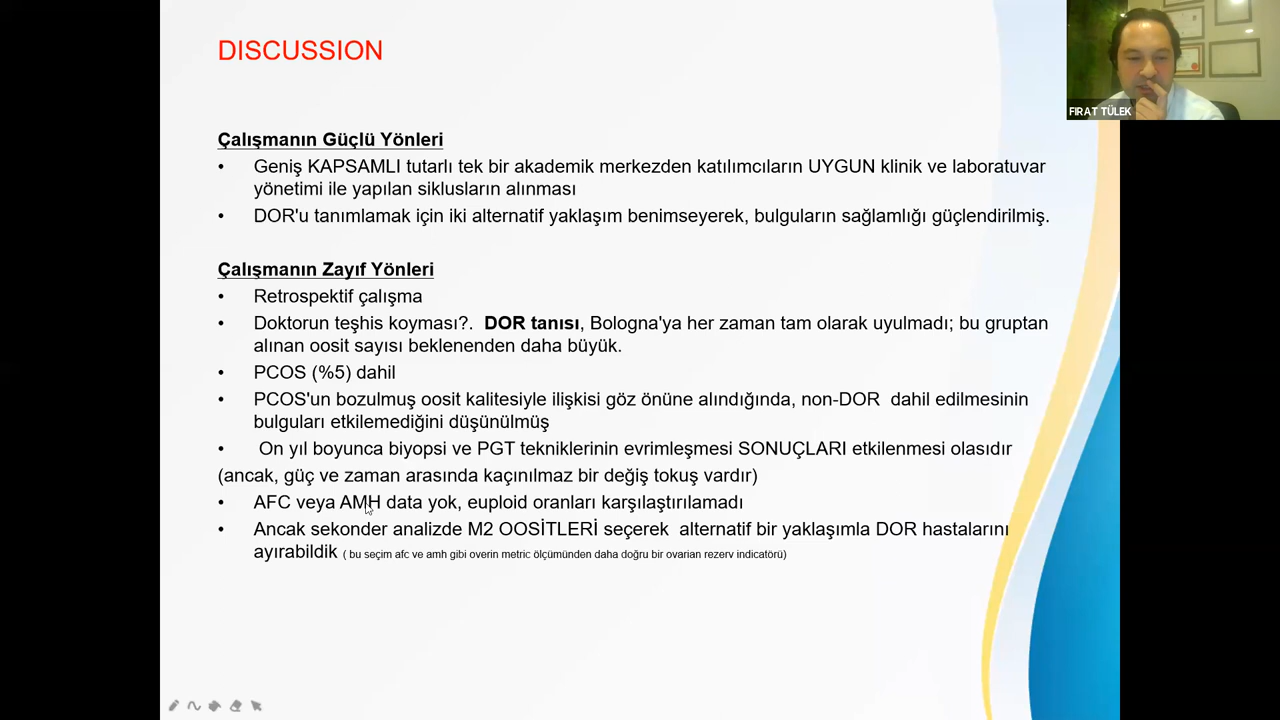 DISCUSSION
FIRAT TÜLEK
Çalışmanın Güçlü Yönleri
• Geniş KAPSAMLI tutarlı tek bir akademik merkezden katılımcıların UYGUN klinik ve laboratuvar
yönetimi ile yapılan siklusların alınması
• DOR'u tanımlamak için iki alternatif yaklaşım benimseyerek, bulguların sağlamlığı güçlendirilmiş.
Çalışmanın Zayıf Yönleri
• Retrospektif çalışma
• Doktorun teşhis koyması?. DOR tanısı, Bologna'ya her zaman tam olarak uyulmadı; bu gruptan
alınan oosit sayısı beklenenden daha büyük.
• PCOS (%5) dahil
• PCOS'un bozulmuş oosit kalitesiyle ilişkisi göz önüne alındığında, non-DOR dahil edilmesinin
bulguları etkilemediğini düşünülmüş
• On yıl boyunca biyopsi ve PGT tekniklerinin evrimleşmesi SONUÇLARI etkilenmesi olasıdır
(ancak, güç ve zaman arasında kaçınılmaz bir değiş tokuş vardır)
• AFC veya AMH data yok, euploid oranları karşılaştırılamadı
• Ancak sekonder analizde M2 OOSİTLERİ seçerek alternatif bir yaklaşımla DOR hastalarını
ayırabildik ( bu seçim afc ve amh gibi overin metric ölçümünden daha doğru bir ovarian rezerv indicatörü)